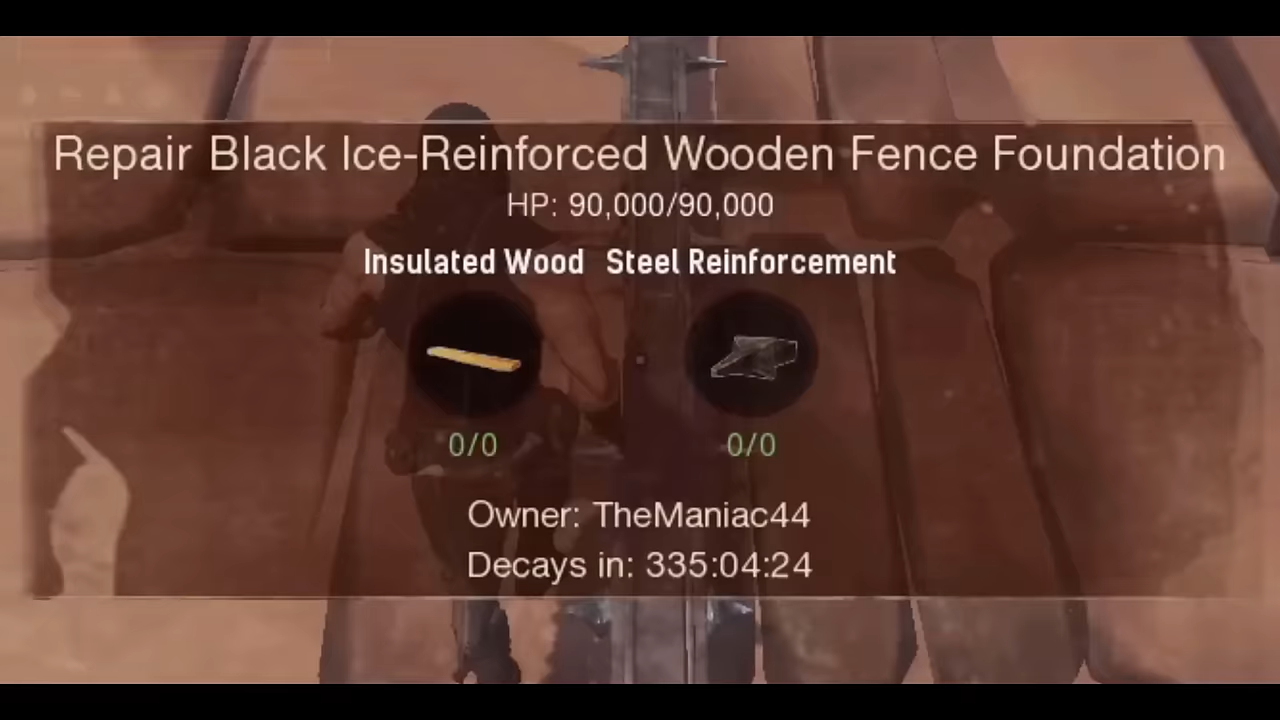 Repair Black Ice-Reinforced Wooden Fence Foundation
HP: 90,000/90,000
Insulated Wood Steel Reinforcement
0/0 0/0
Owner: TheManiac44
Decays in: 335:04:24